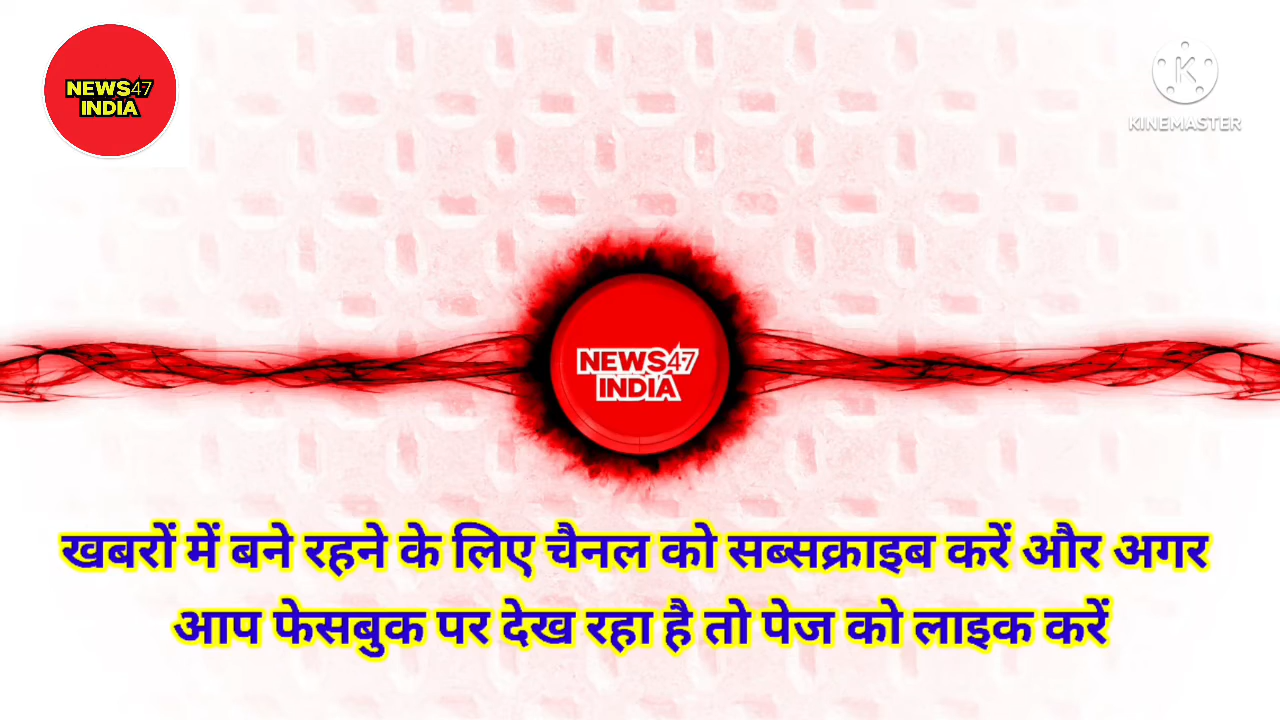 NEWS47
INDIA
KINEMASTER
NEWS47
INDIA
खबरों में बने रहने के लिए चैनल को सब्सक्राइब करें और अगर
आप फेसबुक पर देख रहा है तो पेज को लाइक करें